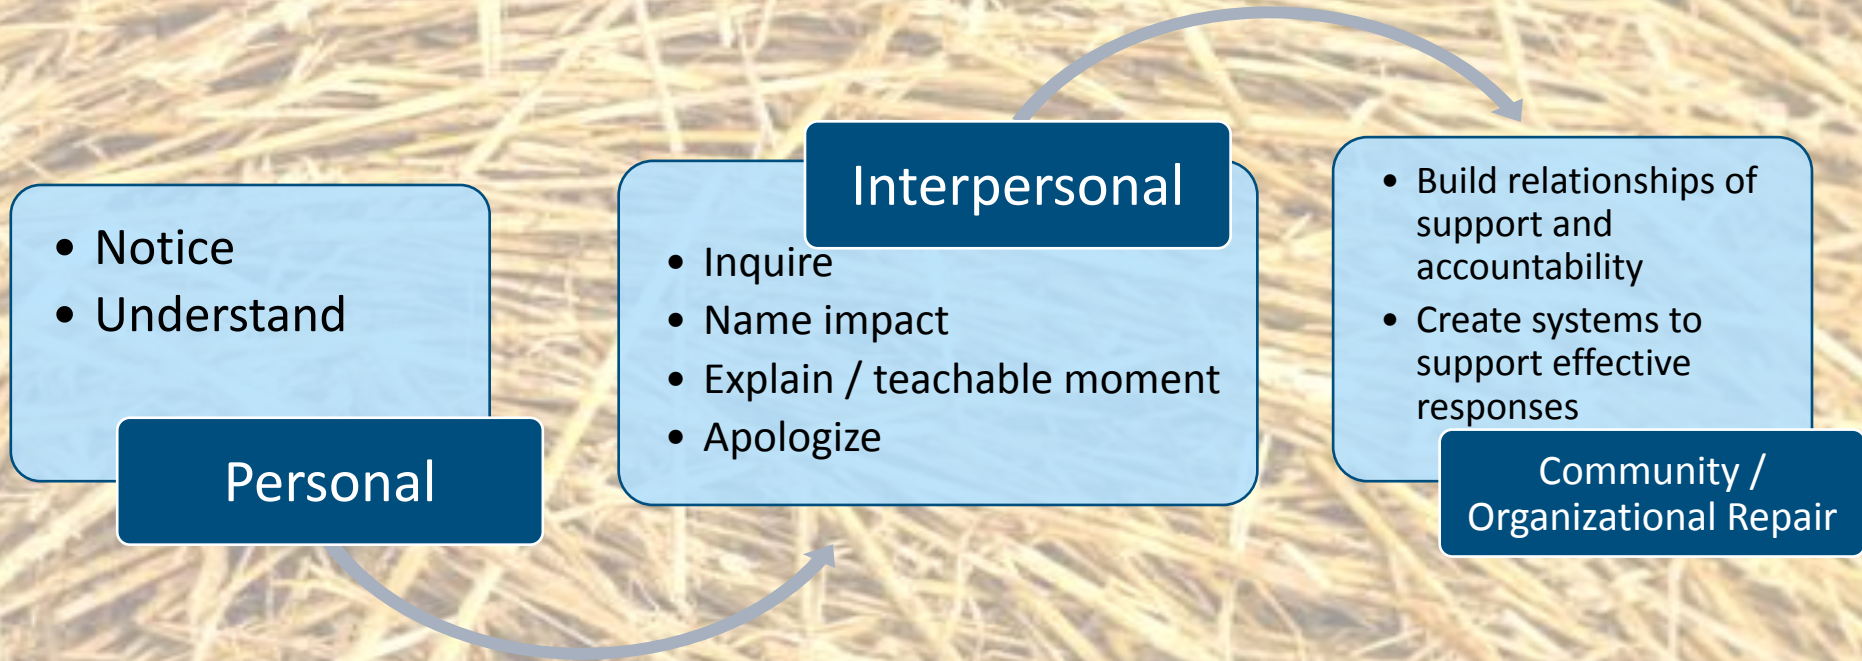 • Notice
• Understand
Personal
Interpersonal
• Inquire
• Name impact
• Explain / teachable moment
• Apologize
• Build relationships of
support and
accountability
• Create systems to
support effective
responses
Community /
Organizational Repair